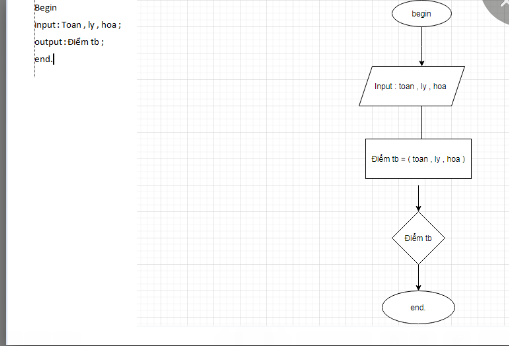 Begin
input : Toan , ly , hoa ;
output : Điểm tb ;
end.
begin
Input : toan , ly , hoa
Điểm tb = ( toan , ly , hoa )
Điểm tb
end.